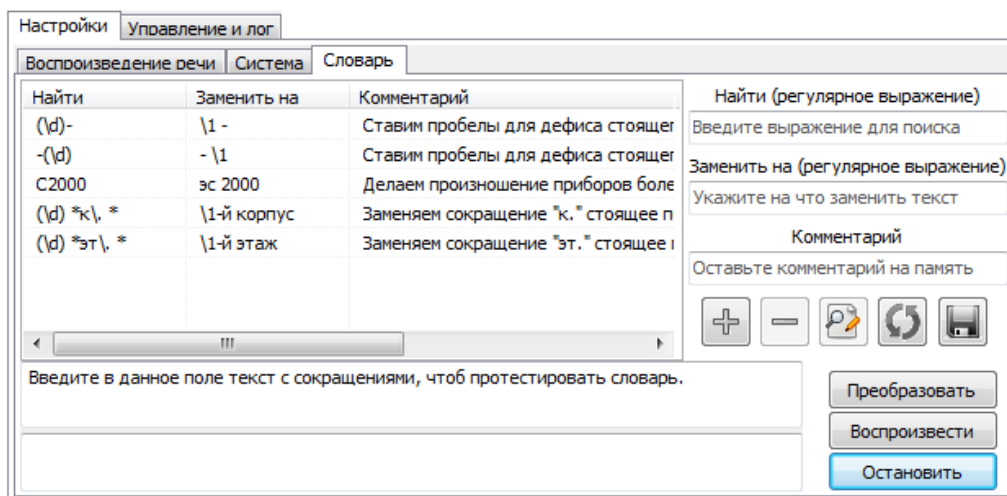 Настройки Управление и лог
Воспроизведение речи Система Словарь
Найти Заменить на Комментарий
(\d)- \1 - Ставим пробелы для дефиса стоящег
-(\d) - \1 Ставим пробелы для дефиса стоящег
С2000 эс 2000 Делаем произношение приборов боле
(\d) *к\. * \1-й корпус Заменяем сокращение "к." стоящее п
(\d) *эт\. * \1-й этаж Заменяем сокращение "эт." стоящее
Найти (регулярное выражение)
Введите выражение для поиска
Заменить на (регулярное выражение)
Укажите на что заменить текст
Комментарий
Оставьте комментарий на память
Введите в данное поле текст с сокращениями, чтоб протестировать словарь.
Преобразовать
Воспроизвести
Остановить